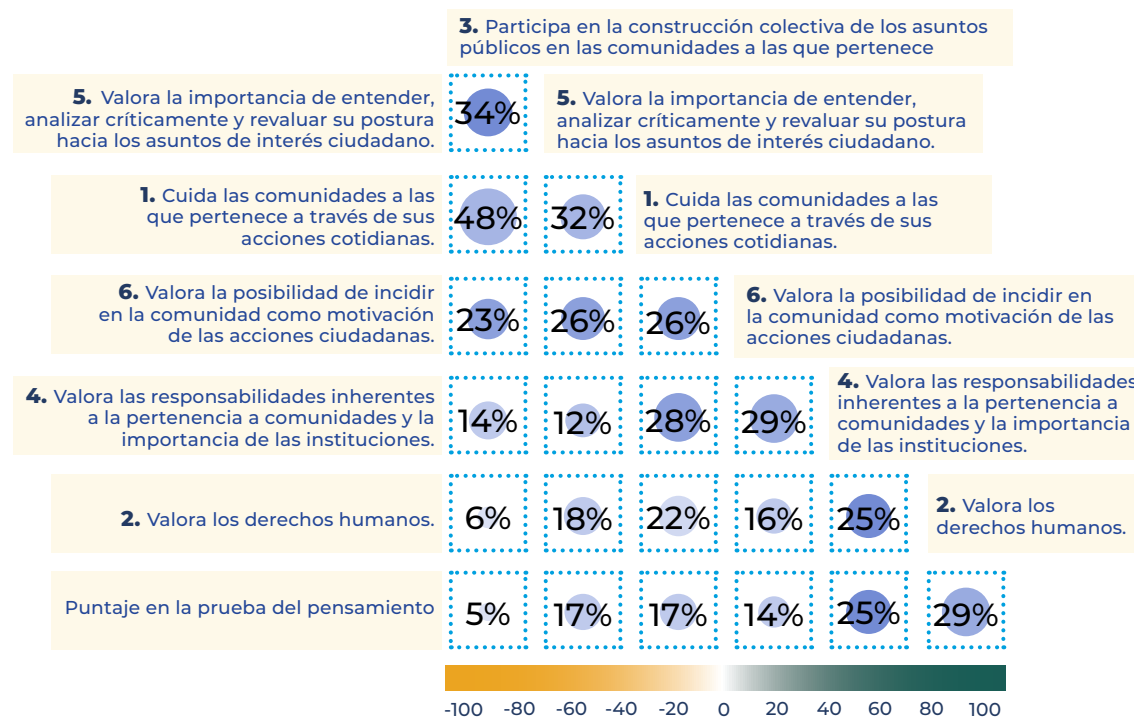 3. Participa en la construcción colectiva de los asuntos
públicos en las comunidades a las que pertenece
5. Valora la importancia de entender,
analizar críticamente y revaluar su postura
hacia los asuntos de interés ciudadano.
34%
5. Valora la importancia de entender,
analizar críticamente y revaluar su postura
hacia los asuntos de interés ciudadano.
1. Cuida las comunidades a las
que pertenece a través de sus
acciones cotidianas.
48% 32%
1. Cuida las comunidades a las
que pertenece a través de sus
acciones cotidianas.
6. Valora la posibilidad de incidir
en la comunidad como motivación
de las acciones ciudadanas.
23% 26% 26%
6. Valora la posibilidad de incidir en
la comunidad como motivación de las
acciones ciudadanas.
4. Valora las responsabilidades inherentes
a la pertenencia a comunidades y la
importancia de las instituciones.
14% 12% 28% 29%
4. Valora las responsabilidades
inherentes a la pertenencia a
comunidades y la importancia
de las instituciones.
2. Valora los derechos humanos.
6% 18% 22% 16% 25%
2. Valora los
derechos humanos.
Puntaje en la prueba del pensamiento
5% 17% 17% 14% 25% 29%
-100 -80 -60 -40 -20 0 20 40 60 80 100